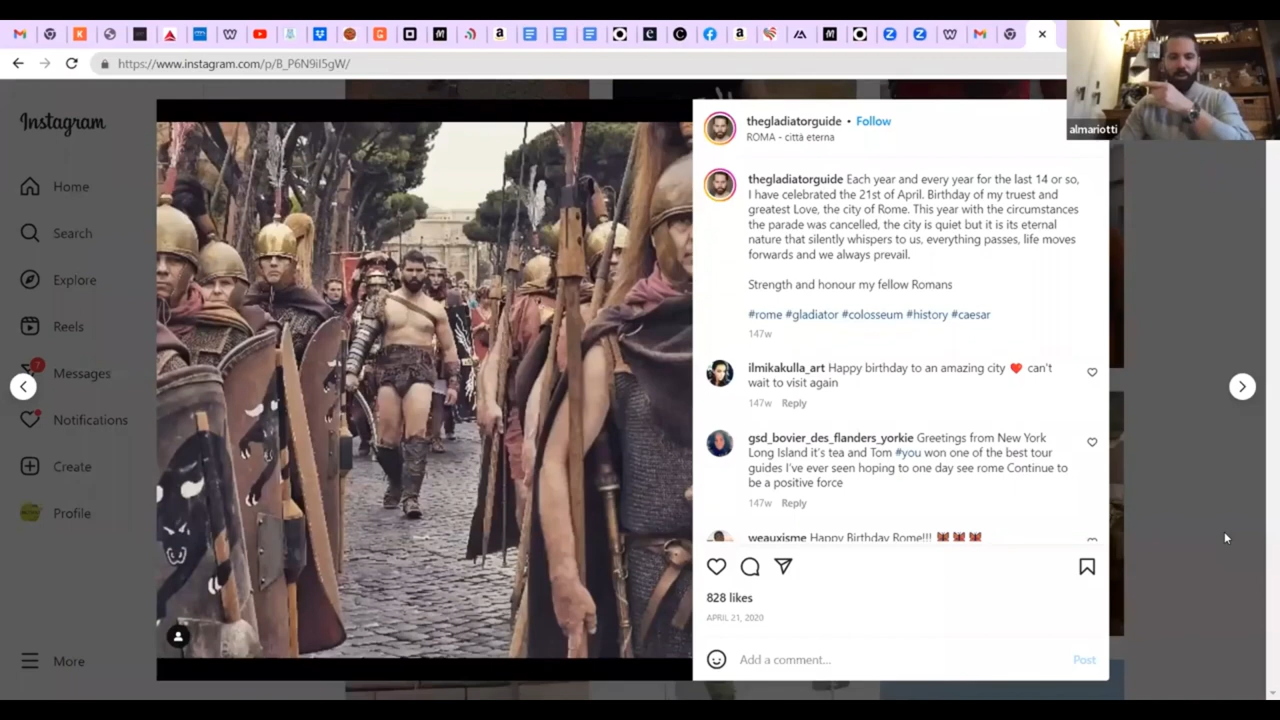 https://www.instagram.com/p/B_P6N9iI5gW/
almariotti
Instagram
Home
Search
Explore
Reels
7
Messages
Notifications
Create
Profile
More
thegladiatorguide • Follow
ROMA - città eterna
thegladiatorguide Each year and every year for the last 14 or so,
I have celebrated the 21st of April. Birthday of my truest and
greatest Love, the city of Rome. This year with the circumstances
the parade was cancelled, the city is quiet but it is its eternal
nature that silently whispers to us, everything passes, life moves
forwards and we always prevail.
Strength and honour my fellow Romans
#rome #gladiator #colosseum #history #caesar
147w
ilmikakulla_art Happy birthday to an amazing city ❤️ can't
wait to visit again
147w Reply
gsd_bovier_des_flanders_yorkie Greetings from New York
Long Island it's tea and Tom #you won one of the best tour
guides I've ever seen hoping to one day see rome Continue to
be a positive force
147w Reply
weauxisme Happy Birthday Rome!!!
828 likes
APRIL 21, 2020
Add a comment...
Post